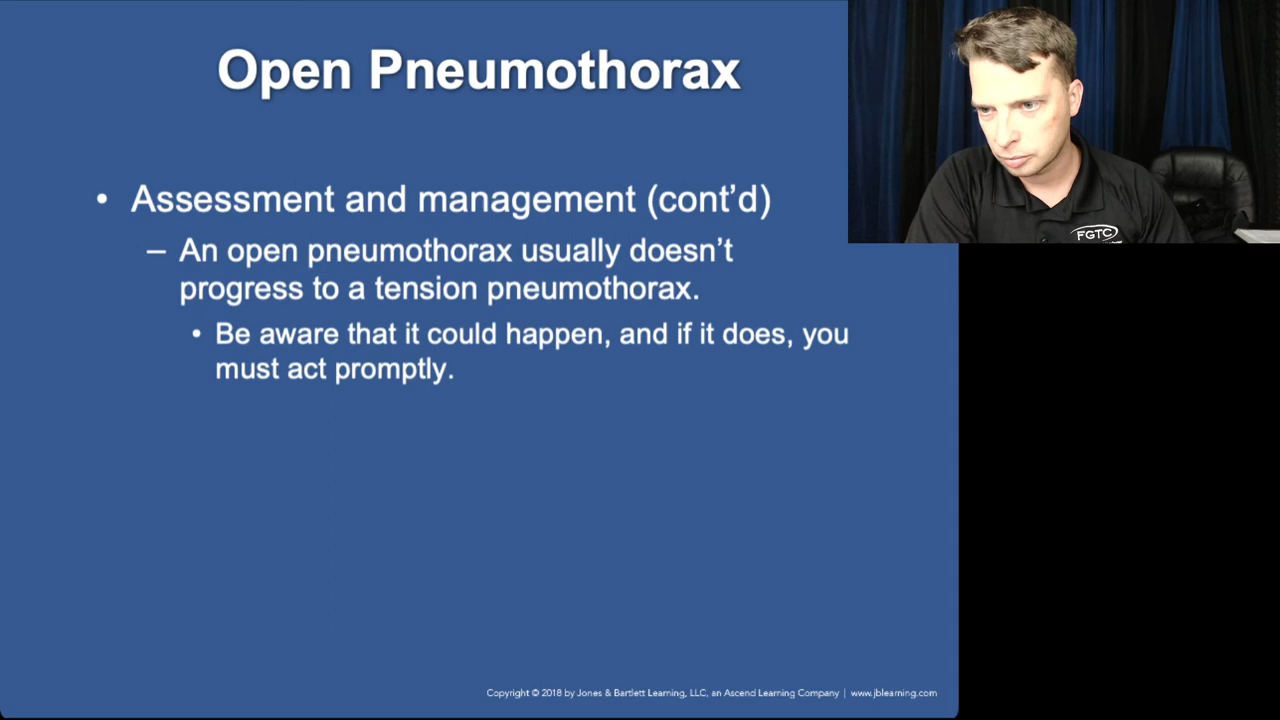 Open Pneumothorax
• Assessment and management (cont’d)
– An open pneumothorax usually doesn’t
progress to a tension pneumothorax.
• Be aware that it could happen, and if it does, you
must act promptly.
FGTC
Copyright © 2018 by Jones & Bartlett Learning, LLC, an Ascend Learning Company | www.jblearning.com